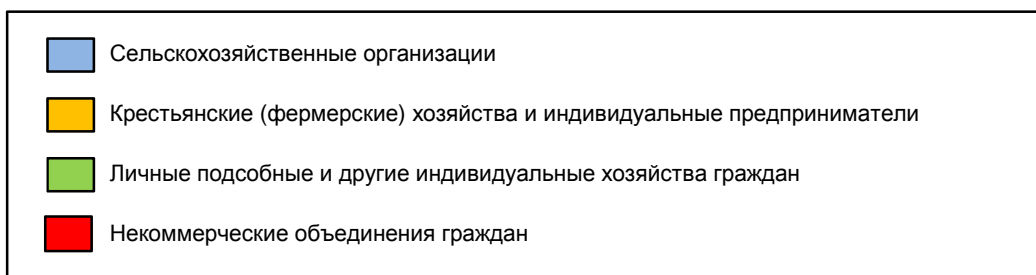 Сельскохозяйственные организации
Крестьянские (фермерские) хозяйства и индивидуальные предприниматели
Личные подсобные и другие индивидуальные хозяйства граждан
Некоммерческие объединения граждан